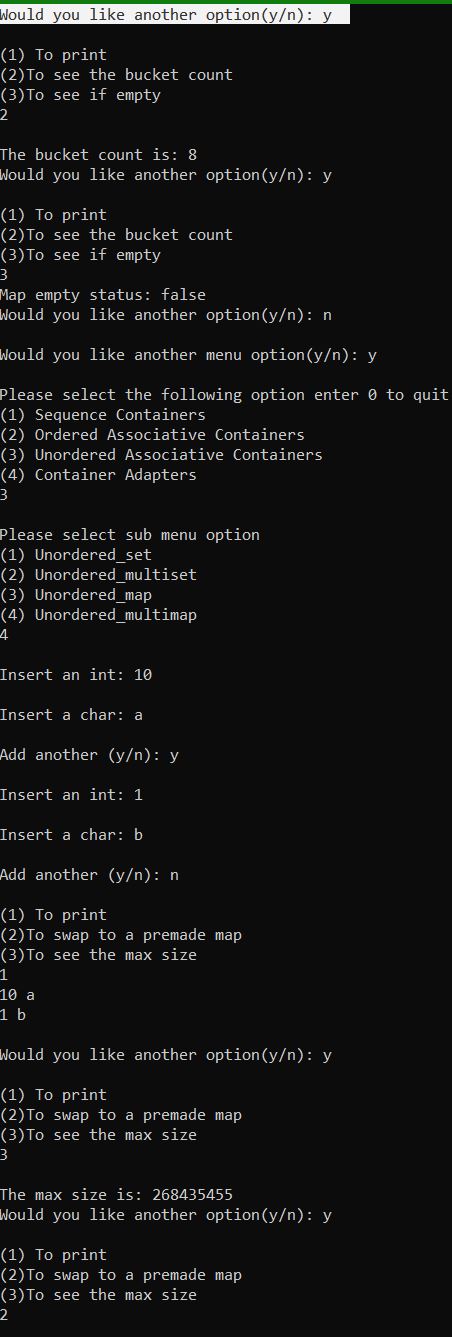 Would you like another option(y/n): y
(1) To print
(2)To see the bucket count
(3)To see if empty
2
The bucket count is: 8
Would you like another option(y/n): y
(1) To print
(2)To see the bucket count
(3)To see if empty
3
Map empty status: false
Would you like another option(y/n): n
Would you like another menu option(y/n): y
Please select the following option enter 0 to quit
(1) Sequence Containers
(2) Ordered Associative Containers
(3) Unordered Associative Containers
(4) Container Adapters
3
Please select sub menu option
(1) Unordered_set
(2) Unordered_multiset
(3) Unordered_map
(4) Unordered_multimap
4
Insert an int: 10
Insert a char: a
Add another (y/n): y
Insert an int: 1
Insert a char: b
Add another (y/n): n
(1) To print
(2)To swap to a premade map
(3)To see the max size
1
10 a
1 b
Would you like another option(y/n): y
(1) To print
(2)To swap to a premade map
(3)To see the max size
3
The max size is: 268435455
Would you like another option(y/n): y
(1) To print
(2)To swap to a premade map
(3)To see the max size
2